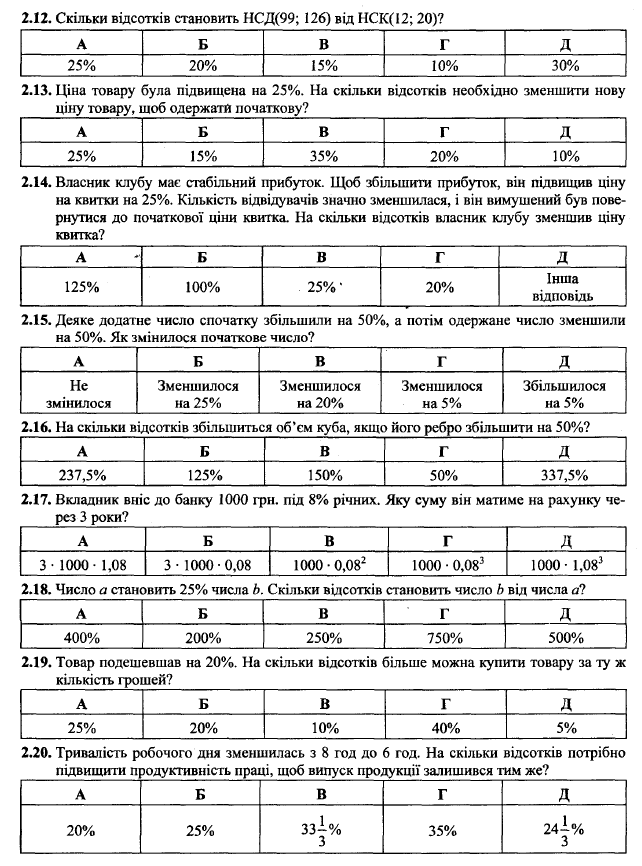 2.12. Скільки відсотків становить НСД(99; 126) від НСК(12; 20)?
А Б В Г Д
25% 20% 15% 10% 30%
2.13. Ціна товару була підвищена на 25%. На скільки відсотків необхідно зменшити нову
ціну товару, щоб одержати початкову?
А Б В Г Д
25% 15% 35% 20% 10%
2.14. Власник клубу має стабільний прибуток. Щоб збільшити прибуток, він підвищив ціну
на квитки на 25%. Кількість відвідувачів значно зменшилася, і він вимушений був пове-
рнутися до початкової ціни квитка. На скільки відсотків власник клубу зменшив ціну
квитка?
А Б В Г Д
125% 100% 25% 20% Інша
відповідь
2.15. Деяке додатне число спочатку збільшили на 50%, а потім одержане число зменшили
на 50%. Як змінилося початкове число?
А Б В Г Д
Не Зменшилося Зменшилося Зменшилося Збільшилося
змінилося на 25% на 20% на 5% на 5%
2.16. На скільки відсотків збільшиться об’єм куба, якщо його ребро збільшити на 50%?
А Б В Г Д
237,5% 125% 150% 50% 337,5%
2.17. Вкладник вніс до банку 1000 грн. під 8% річних. Яку суму він матиме на рахунку че-
рез 3 роки?
А Б В Г Д
3 · 1000 · 1,08 3 · 1000 · 0,08 1000 · 0,08² 1000 · 0,08³ 1000 · 1,08³
2.18. Число a становить 25% числа b. Скільки відсотків становить число b від числа a?
А Б В Г Д
400% 200% 250% 750% 500%
2.19. Товар подешевшав на 20%. На скільки відсотків більше можна купити товару за ту ж
кількість грошей?
А Б В Г Д
25% 20% 10% 40% 5%
2.20. Тривалість робочого дня зменшилась з 8 год до 6 год. На скільки відсотків потрібно
підвищити продуктивність праці, щоб випуск продукції залишився тим же?
А Б В Г Д
20% 25% 33 1/3 % 35% 24 1/3 %